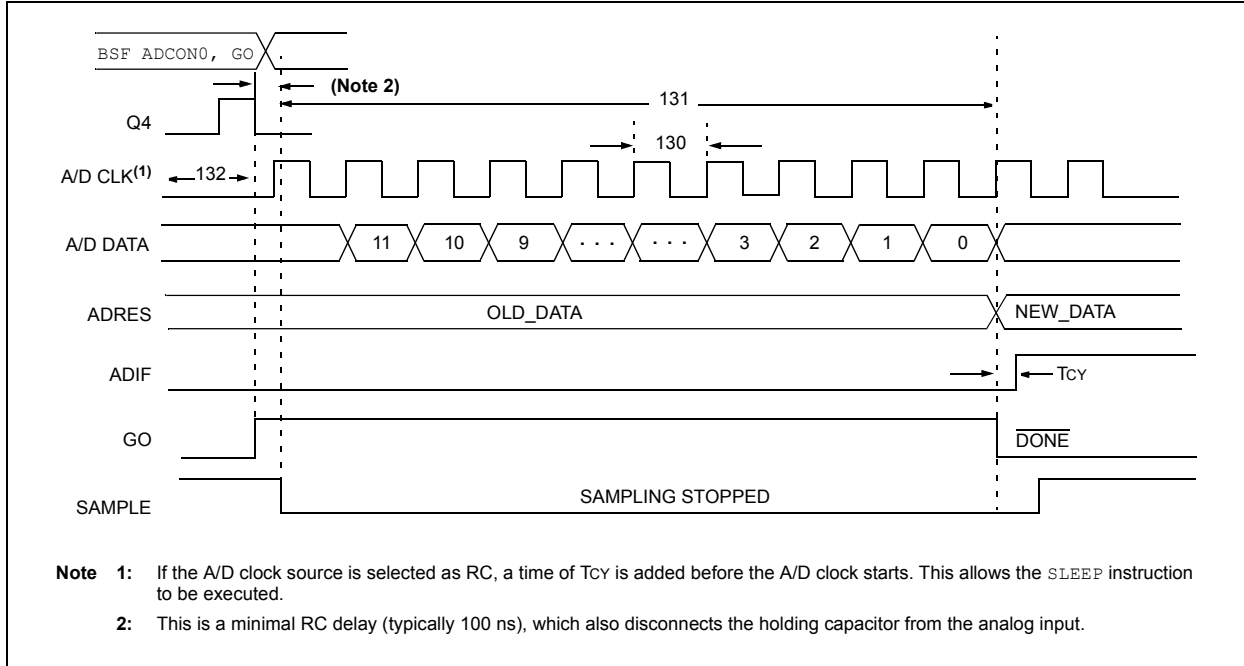 BSF ADCON0, GO
(Note 2)
131
Q4
130
A/D CLK(1)
132
A/D DATA
11 10 9 . . . . . . 3 2 1 0
ADRES
OLD_DATA
NEW_DATA
ADIF
TCY
GO
DONE
SAMPLE
SAMPLING STOPPED
Note 1: If the A/D clock source is selected as RC, a time of TCY is added before the A/D clock starts. This allows the SLEEP instruction
to be executed.
2: This is a minimal RC delay (typically 100 ns), which also disconnects the holding capacitor from the analog input.